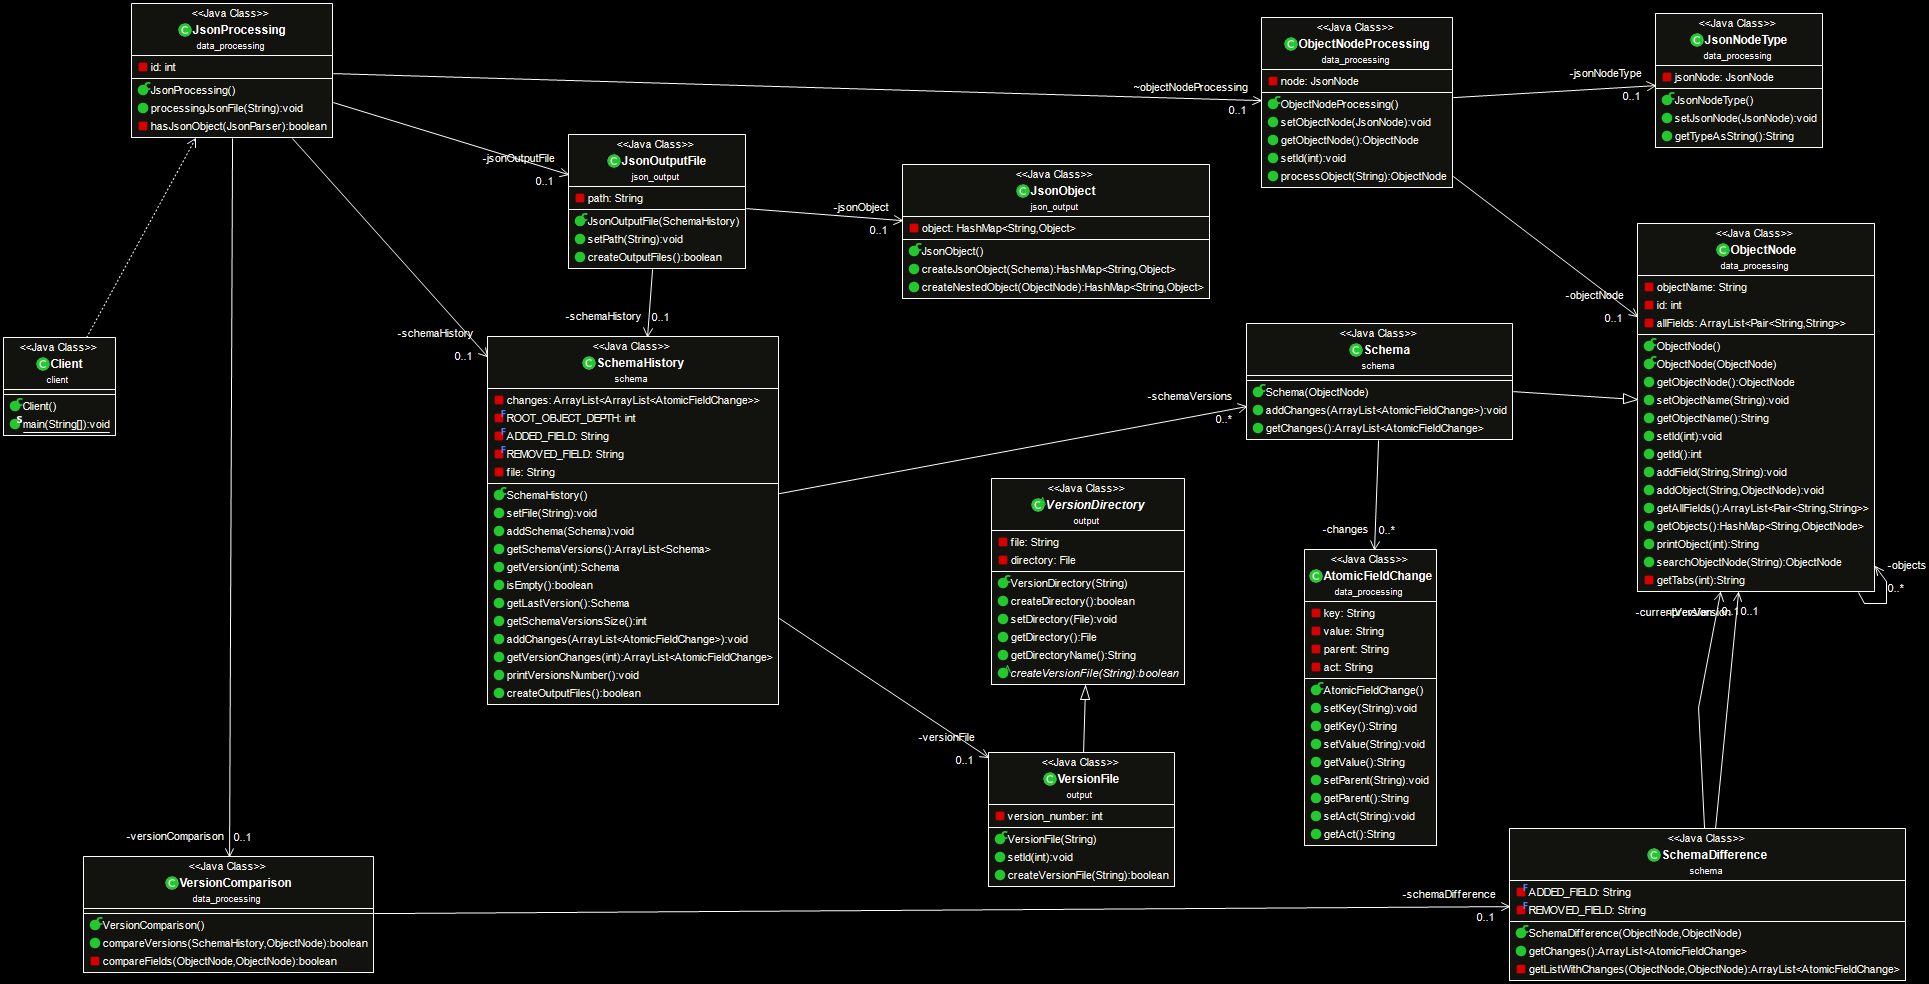 <<Java Class>>
JsonProcessing
data_processing
id: int
JsonProcessing()
processingJsonFile(String):void
hasJsonObject(JsonParser):boolean
<<Java Class>>
ObjectNodeProcessing
data_processing
node: JsonNode
ObjectNodeProcessing()
setObjectNode(JsonNode):void
getObjectNode():ObjectNode
setId(int):void
processObject(String):ObjectNode
<<Java Class>>
JsonNodeType
data_processing
jsonNode: JsonNode
JsonNodeType()
setJsonNode(JsonNode):void
getTypeAsString():String
~objectNodeProcessing
0..1
-jsonNodeType
0..1
-jsonOutputFile
0..1
<<Java Class>>
JsonOutputFile
json_output
path: String
JsonOutputFile(SchemaHistory)
setPath(String):void
createOutputFiles():boolean
-jsonObject
0..1
<<Java Class>>
JsonObject
json_output
object: HashMap<String,Object>
JsonObject()
createJsonObject(Schema):HashMap<String,Object>
createNestedObject(ObjectNode):HashMap<String,Object>
-objectNode
0..1
<<Java Class>>
ObjectNode
data_processing
objectName: String
id: int
allFields: ArrayList<Pair<String,String>>
ObjectNode()
ObjectNode(ObjectNode)
getObjectNode():ObjectNode
setObjectName(String):void
getObjectName():String
setId(int):void
getId():int
addField(String,String):void
addObject(String,ObjectNode):void
getAllFields():ArrayList<Pair<String,String>>
getObjects():HashMap<String,ObjectNode>
printObject(int):String
searchObjectNode(String):ObjectNode
getTabs(int):String
-objects
0..*
<<Java Class>>
Client
client
Client()
main(String[]):void
-schemaHistory
0..1
-schemaHistory
0..1
<<Java Class>>
SchemaHistory
schema
changes: ArrayList<ArrayList<AtomicFieldChange>>
ROOT_OBJECT_DEPTH: int
ADDED_FIELD: String
REMOVED_FIELD: String
file: String
SchemaHistory()
setFile(String):void
addSchema(Schema):void
getSchemaVersions():ArrayList<Schema>
getVersion(int):Schema
isEmpty():boolean
getLastVersion():Schema
getSchemaVersionsSize():int
addChanges(ArrayList<AtomicFieldChange>):void
getVersionChanges(int):ArrayList<AtomicFieldChange>
printVersionsNumber():void
createOutputFiles():boolean
-schemaVersions
0..*
<<Java Class>>
Schema
schema
Schema(ObjectNode)
addChanges(ArrayList<AtomicFieldChange>):void
getChanges():ArrayList<AtomicFieldChange>
-changes
0..*
<<Java Class>>
VersionDirectory
output
file: String
directory: File
VersionDirectory(String)
createDirectory():boolean
setDirectory(File):void
getDirectory():File
getDirectoryName():String
createVersionFile(String):boolean
<<Java Class>>
AtomicFieldChange
data_processing
key: String
value: String
parent: String
act: String
AtomicFieldChange()
setKey(String):void
getKey():String
setValue(String):void
getValue():String
setParent(String):void
getParent():String
setAct(String):void
getAct():String
-versionFile
0..1
<<Java Class>>
VersionFile
output
version_number: int
VersionFile(String)
setId(int):void
createVersionFile(String):boolean
0..1
-versionComparison
0..1
<<Java Class>>
VersionComparison
data_processing
VersionComparison()
compareVersions(SchemaHistory,ObjectNode):boolean
compareFields(ObjectNode,ObjectNode):boolean
-schemaDifference
0..1
<<Java Class>>
SchemaDifference
schema
ADDED_FIELD: String
REMOVED_FIELD: String
SchemaDifference(ObjectNode,ObjectNode)
getChanges():ArrayList<AtomicFieldChange>
getListWithChanges(ObjectNode,ObjectNode):ArrayList<AtomicFieldChange>